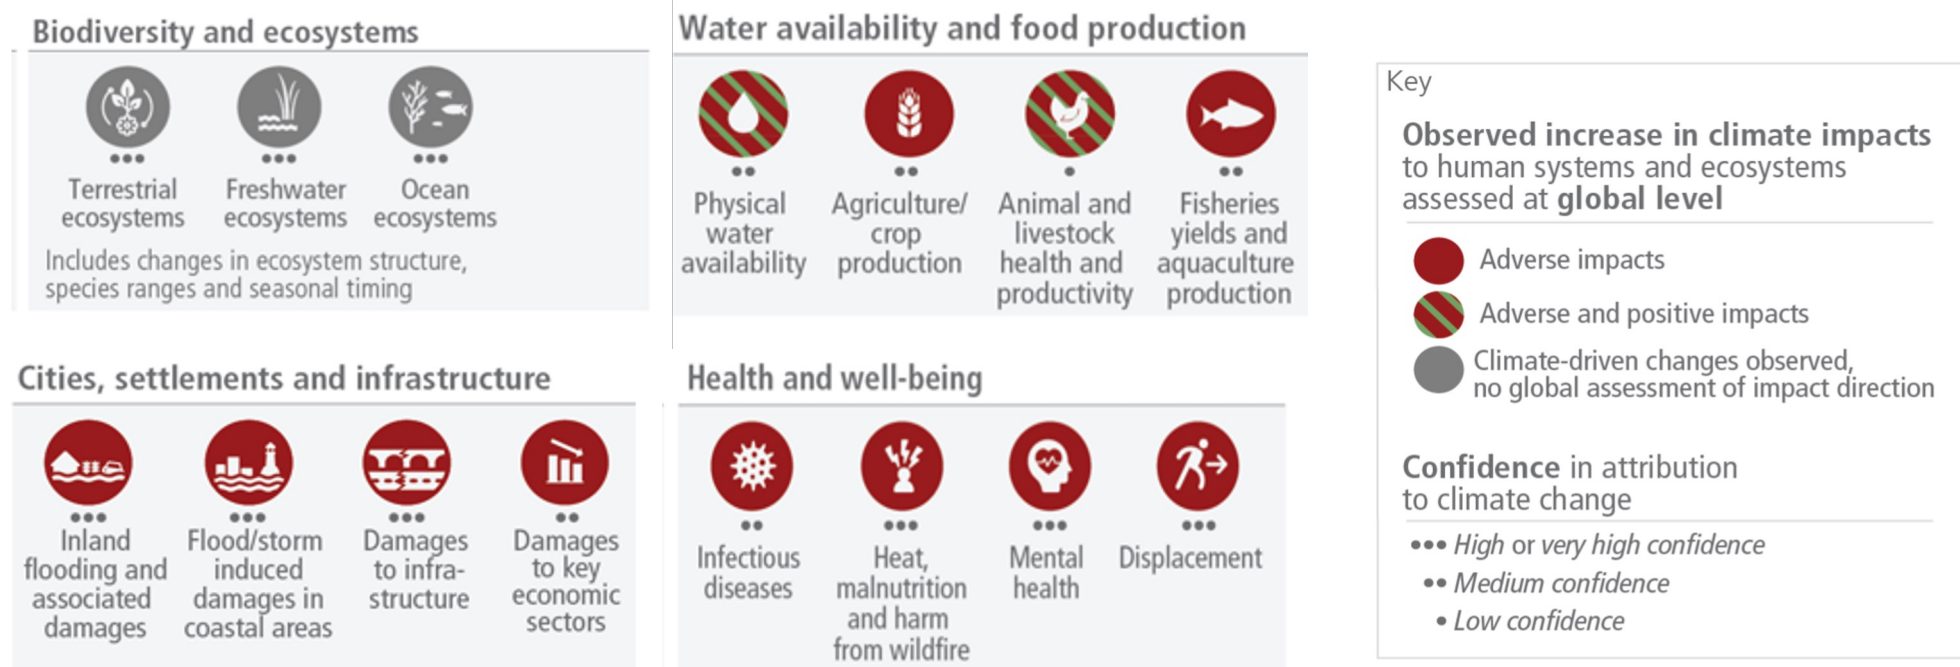 Biodiversity and ecosystems
Terrestrial
ecosystems
Freshwater
ecosystems
Ocean
ecosystems
Includes changes in ecosystem structure,
species ranges and seasonal timing
Water availability and food production
Physical
water
availability
Agriculture/
crop
production
Animal and
livestock
health and
productivity
Fisheries
yields and
aquaculture
production
Cities, settlements and infrastructure
Inland
flooding and
associated
damages
Flood/storm
induced
damages in
coastal areas
Damages
to infra-
structure
Damages
to key
economic
sectors
Health and well-being
Infectious
diseases
Heat,
malnutrition
and harm
from wildfire
Mental
health
Displacement
Key
Observed increase in climate impacts
to human systems and ecosystems
assessed at global level
Adverse impacts
Adverse and positive impacts
Climate-driven changes observed,
no global assessment of impact direction
Confidence in attribution
to climate change
••• High or very high confidence
•• Medium confidence
• Low confidence